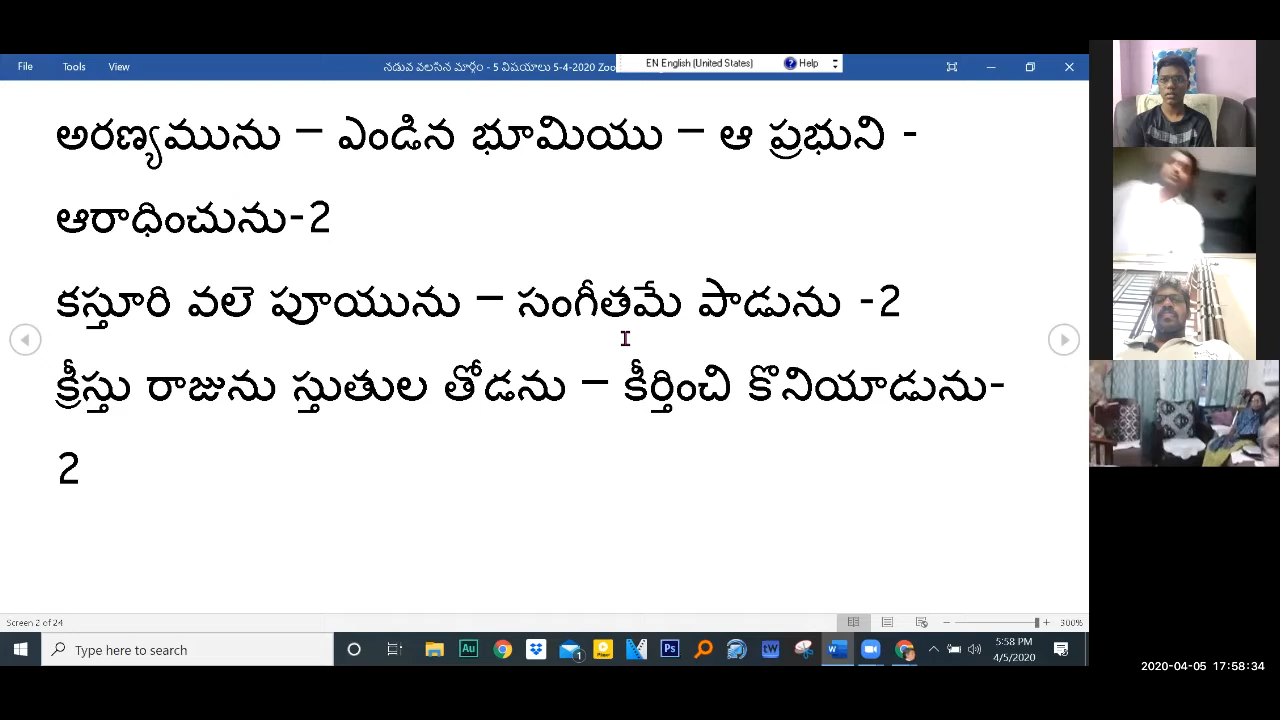 File Tools View నడువ వలసిన మార్గం - 5 విషయాలు 5-4-2020 Zoo EN English (United States) Help
అరణ్యమును – ఎండిన భూమియు – ఆ ప్రభుని -
ఆరాధించును-2
కస్తూరి వలె పూయును – సంగీతమే పాడును -2
క్రీస్తు రాజును స్తుతుల తోడను – కీర్తించి కొనియాడును-
2
Screen 2 of 24 300%
Type here to search 5:58 PM
4/5/2020
2020-04-05 17:58:34